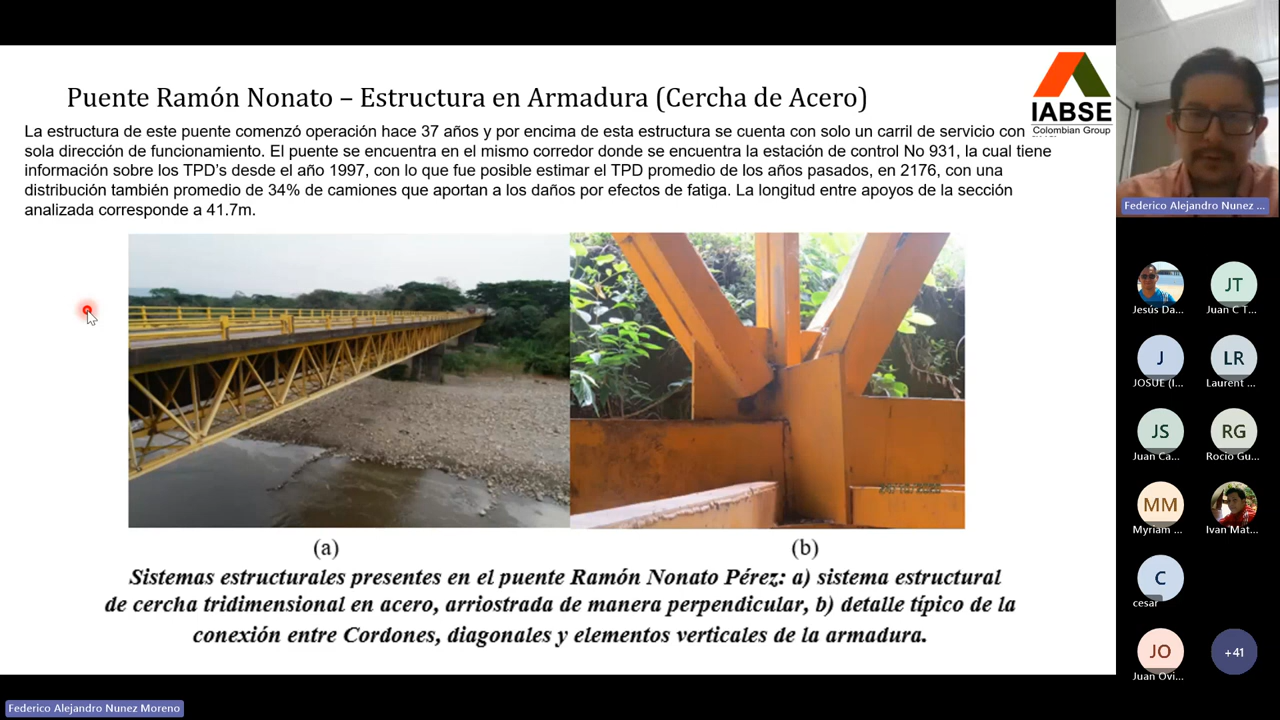 Puente Ramón Nonato – Estructura en Armadura (Cercha de Acero)
IABSE
Colombian Group
La estructura de este puente comenzó operación hace 37 años y por encima de esta estructura se cuenta con solo un carril de servicio con
sola dirección de funcionamiento. El puente se encuentra en el mismo corredor donde se encuentra la estación de control No 931, la cual tiene
información sobre los TPD's desde el año 1997, con lo que fue posible estimar el TPD promedio de los años pasados, en 2176, con una
distribución también promedio de 34% de camiones que aportan a los daños por efectos de fatiga. La longitud entre apoyos de la sección
analizada corresponde a 41.7m.
(a)
(b)
Sistemas estructurales presentes en el puente Ramón Nonato Pérez: a) sistema estructural
de cercha tridimensional en acero, arriostrada de manera perpendicular, b) detalle típico de la
conexión entre Cordones, diagonales y elementos verticales de la armadura.
Federico Alejandro Nunez Moreno
Federico Alejandro Nunez ...
Jesús Da...
JT
Juan C T...
J
JOSUE (I...
LR
Laurent ...
JS
Juan Ca...
RG
Rocio Gu...
MM
Myriam ...
Ivan Mat...
C
cesar
JO
Juan Ovi...
+41